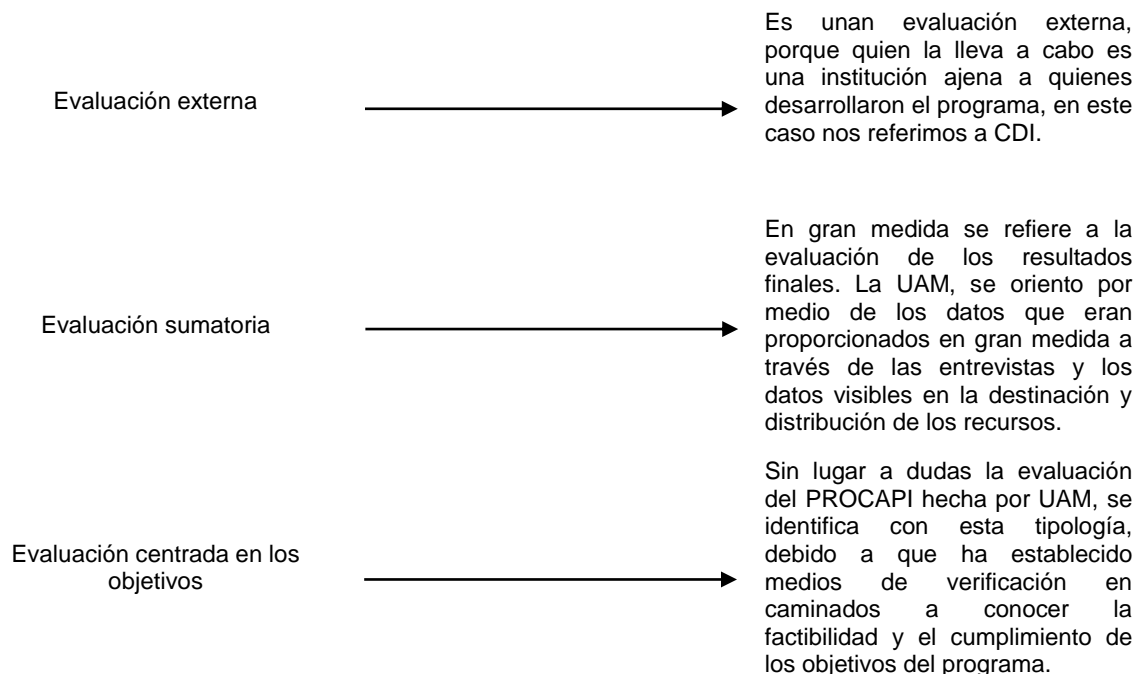 Evaluación externa
Es unan evaluación externa,
porque quien la lleva a cabo es
una institución ajena a quienes
desarrollaron el programa, en este
caso nos referimos a CDI.
Evaluación sumatoria
En gran medida se refiere a la
evaluación de los resultados
finales. La UAM, se oriento por
medio de los datos que eran
proporcionados en gran medida a
través de las entrevistas y los
datos visibles en la destinación y
distribución de los recursos.
Evaluación centrada en los
objetivos
Sin lugar a dudas la evaluación
del PROCAPI hecha por UAM, se
identifica con esta tipología,
debido a que ha establecido
medios de verificación en
caminados a conocer la
factibilidad y el cumplimiento de
los objetivos del programa.